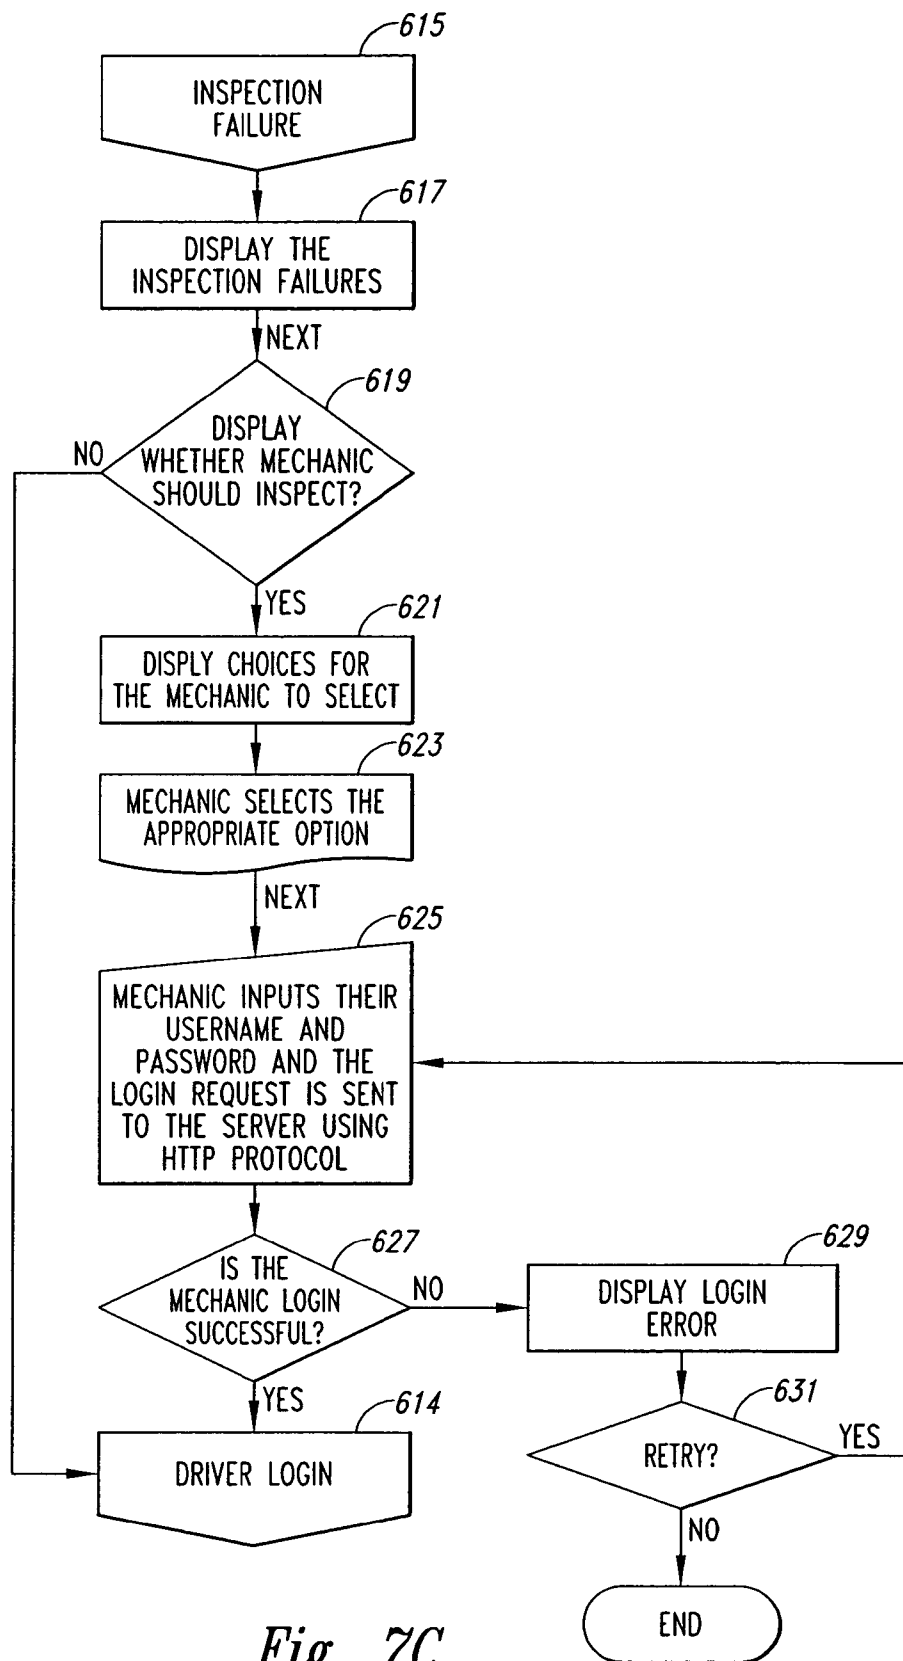 615
INSPECTION
FAILURE
617
DISPLAY THE
INSPECTION FAILURES
NEXT
619
DISPLAY
WHETHER MECHANIC
SHOULD INSPECT?
NO
YES
621
DISPLY CHOICES FOR
THE MECHANIC TO SELECT
623
MECHANIC SELECTS THE
APPROPRIATE OPTION
NEXT
625
MECHANIC INPUTS THEIR
USERNAME AND
PASSWORD AND THE
LOGIN REQUEST IS SENT
TO THE SERVER USING
HTTP PROTOCOL
627
IS THE
MECHANIC LOGIN
SUCCESSFUL?
NO
629
DISPLAY LOGIN
ERROR
YES
614
DRIVER LOGIN
631
RETRY?
YES
NO
END
Fig. 7C